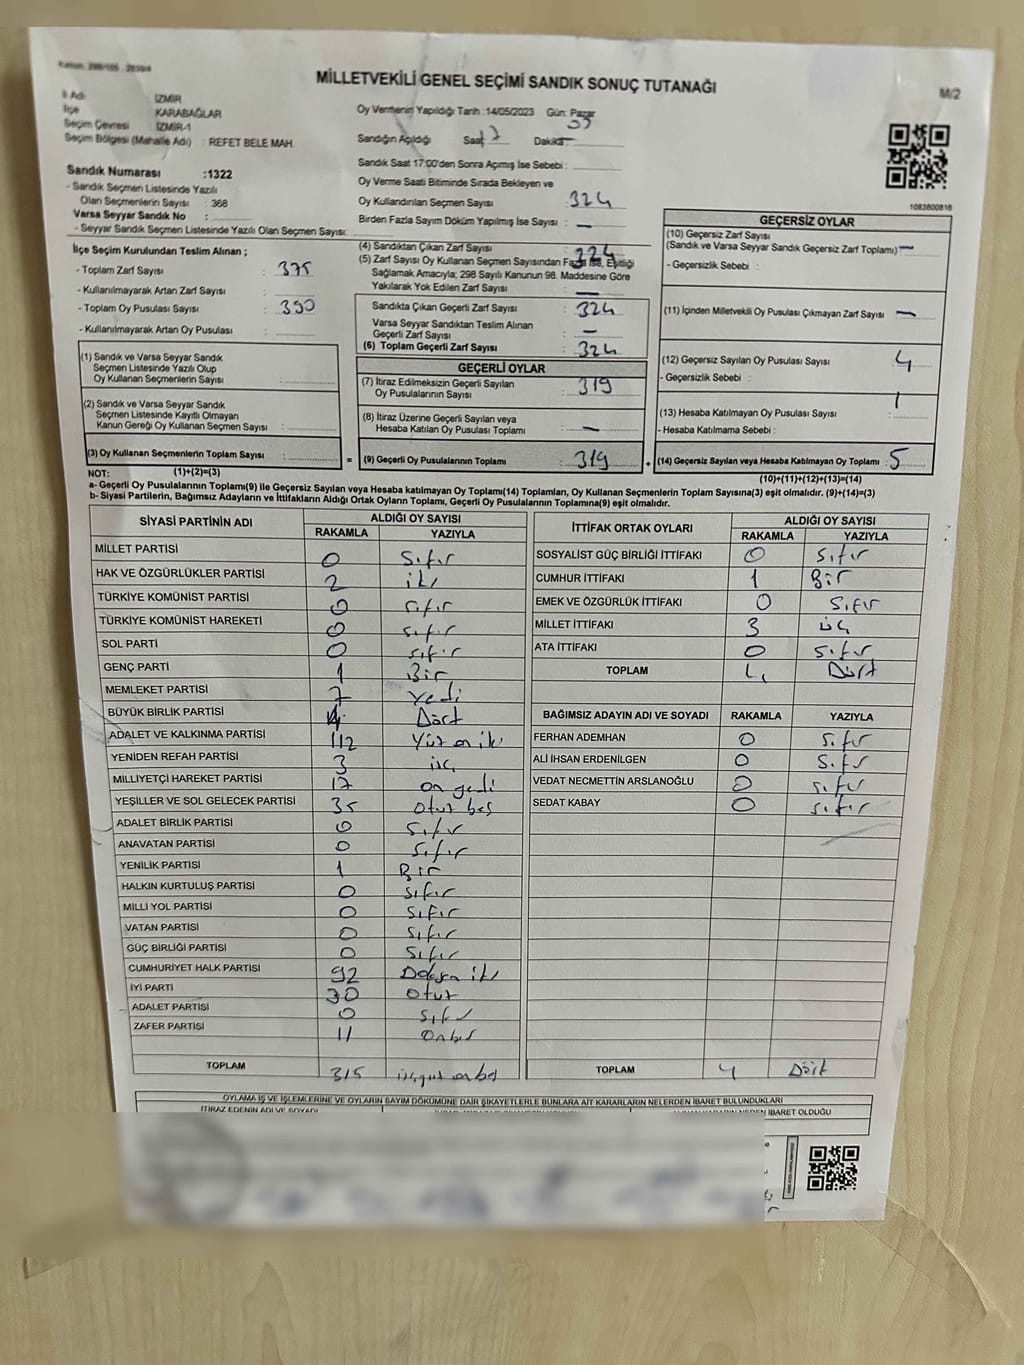 Kanun: 298/105 - 2839/4
MİLLETVEKİLİ GENEL SEÇİMİ SANDIK SONUÇ TUTANAĞI
M/2
İl Adı İZMİR
İlçe KARABAĞLAR
Seçim Çevresi : İZMİR-1
Seçim Bölgesi (Mahalle Adı) : REFET BELE MAH.
Oy Vermenin Yapıldığı Tarih :14/05/2023 Gün: Pazar
Sandığın Açıldığı Saat 7 Dakika
Sandık Saat 17:00'den Sonra Açımış İse Sebebi :
Oy Verme Saati Bitiminde Sırada Bekleyen ve
Oy Kullandırılan Seçmen Sayısı : 324
Birden Fazla Sayım Döküm Yapılmış İse Sayısı : —
Sandık Numarası :1322
- Sandık Seçmen Listesinde Yazılı
Olan Seçmenlerin Sayısı : 368
Varsa Seyyar Sandık No :
- Seyyar Sandık Seçmen Listesinde Yazılı Olan Seçmen Sayısı:
1083800816
İlçe Seçim Kurulundan Teslim Alınan ;
- Toplam Zarf Sayısı : 375
- Kullanılmayarak Artan Zarf Sayısı :
- Toplam Oy Pusulası Sayısı : 390
- Kullanılmayarak Artan Oy Pusulası :
(1) Sandık ve Varsa Seyyar Sandık
Seçmen Listesinde Yazılı Olup
Oy Kullanan Seçmenlerin Sayısı :
(2) Sandık ve Varsa Seyyar Sandık
Seçmen Listesinde Kayıtlı Olmayan
Kanun Gereği Oy Kullanan Seçmen Sayısı :
(3) Oy Kullanan Seçmenlerin Toplam Sayısı :
=
(4) Sandıktan Çıkan Zarf Sayısı : 324
(5) Zarf Sayısı Oy Kullanan Seçmen Sayısından Fazla İse, Eşitliği
Sağlamak Amacıyla; 298 Sayılı Kanunun 98. Maddesine Göre
Yakılarak Yok Edilen Zarf Sayısı : —
Sandıkta Çıkan Geçerli Zarf Sayısı : 324
Varsa Seyyar Sandıktan Teslim Alınan
Geçerli Zarf Sayısı : —
(6) Toplam Geçerli Zarf Sayısı : 324
GEÇERLİ OYLAR
(7) İtiraz Edilmeksizin Geçerli Sayılan
Oy Pusulalarının Sayısı : 319
(8) İtiraz Üzerine Geçerli Sayılan veya
Hesaba Katılan Oy Pusulası Toplamı : —
(9) Geçerli Oy Pusulalarının Toplamı : 319
+
GEÇERSİZ OYLAR
(10) Geçersiz Zarf Sayısı
(Sandık ve Varsa Seyyar Sandık Geçersiz Zarf Toplamı) : —
- Geçersizlik Sebebi :
(11) İçinden Milletvekili Oy Pusulası Çıkmayan Zarf Sayısı : —
(12) Geçersiz Sayılan Oy Pusulası Sayısı : 4
- Geçersizlik Sebebi :
(13) Hesaba Katılmayan Oy Pusulası Sayısı : 1
- Hesaba Katılmama Sebebi :
(14) Geçersiz Sayılan veya Hesaba Katılmayan Oy Toplamı : 5
NOT: (1)+(2)=(3)
(10)+(11)+(12)+(13)=(14)
a- Geçerli Oy Pusulalarının Toplamı(9) ile Geçersiz Sayılan veya Hesaba katılmayan Oy Toplamı(14) Toplamları, Oy Kullanan Seçmenlerin Toplam Sayısına(3) eşit olmalıdır. (9)+(14)=(3)
b- Siyasi Partilerin, Bağımsız Adayların ve İttifakların Aldığı Ortak Oyların Toplamı, Geçerli Oy Pusulalarının Toplamına(9) eşit olmalıdır.
SİYASİ PARTİNİN ADI ALDIĞI OY SAYISI
RAKAMLA YAZIYLA
MİLLET PARTİSİ 0 Sıfır
HAK VE ÖZGÜRLÜKLER PARTİSİ 2 iki
TÜRKİYE KOMÜNİST PARTİSİ 0 sıfır
TÜRKİYE KOMÜNİST HAREKETİ 0 sıfır
SOL PARTİ 0 sıfır
GENÇ PARTİ 1 Bir
MEMLEKET PARTİSİ 7 yedi
BÜYÜK BİRLİK PARTİSİ 4 Dört
ADALET VE KALKINMA PARTİSİ 112 Yüz on iki
YENİDEN REFAH PARTİSİ 3 üç
MİLLİYETÇİ HAREKET PARTİSİ 17 on yedi
YEŞİLLER VE SOL GELECEK PARTİSİ 35 Otuz beş
ADALET BİRLİK PARTİSİ 0 Sıfır
ANAVATAN PARTİSİ 0 Sıfır
YENİLİK PARTİSİ 1 Bir
HALKIN KURTULUŞ PARTİSİ 0 sıfır
MİLLİ YOL PARTİSİ 0 Sıfır
VATAN PARTİSİ 0 Sıfır
GÜÇ BİRLİĞİ PARTİSİ 0 Sıfır
CUMHURİYET HALK PARTİSİ 92 Doksan iki
İYİ PARTİ 30 Otuz
ADALET PARTİSİ 0 sıfır
ZAFER PARTİSİ 11 Onbir
TOPLAM 315 üçyüz onbeş
İTTİFAK ORTAK OYLARI ALDIĞI OY SAYISI
RAKAMLA YAZIYLA
SOSYALİST GÜÇ BİRLİĞİ İTTİFAKI 0 Sıfır
CUMHUR İTTİFAKI 1 Bir
EMEK VE ÖZGÜRLÜK İTTİFAKI 0 Sıfır
MİLLET İTTİFAKI 3 üç
ATA İTTİFAKI 0 Sıfır
TOPLAM 4 Dört
BAĞIMSIZ ADAYIN ADI VE SOYADI RAKAMLA YAZIYLA
FERHAN ADEMHAN 0 Sıfır
ALİ İHSAN ERDENİLGEN 0 Sıfır
VEDAT NECMETTİN ARSLANOĞLU 0 sıfır
SEDAT KABAY 0 sıfır
TOPLAM 4 Dört
OYLAMA İŞ VE İŞLEMLERİNE VE OYLARIN SAYIM DÖKÜMÜNE DAİR ŞİKAYETLERLE BUNLARA AİT KARARLARIN NELERDEN İBARET BULUNDUKLARI
İTİRAZ EDENİN ADI VE SOYADI NEDEN İBARET OLDUĞU